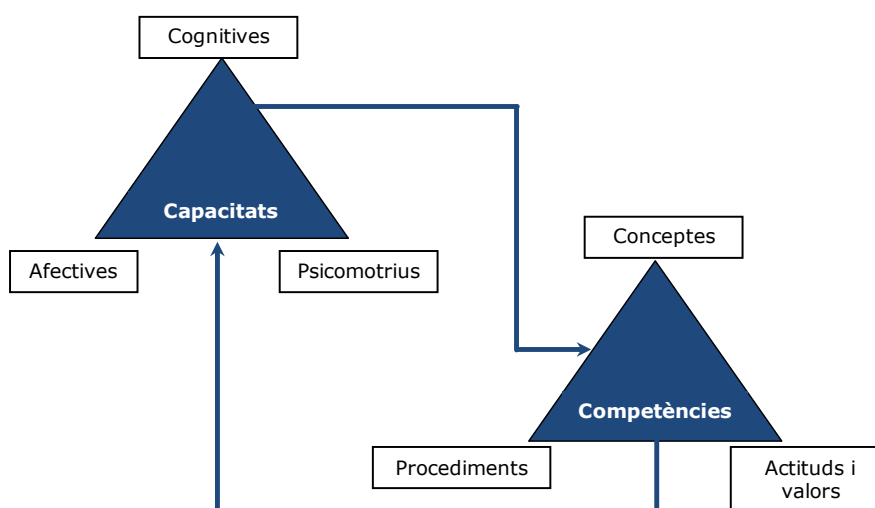 Cognitives
Capacitats
Afectives
Psicomotrius
Conceptes
Competències
Procediments
Actituds i
valors